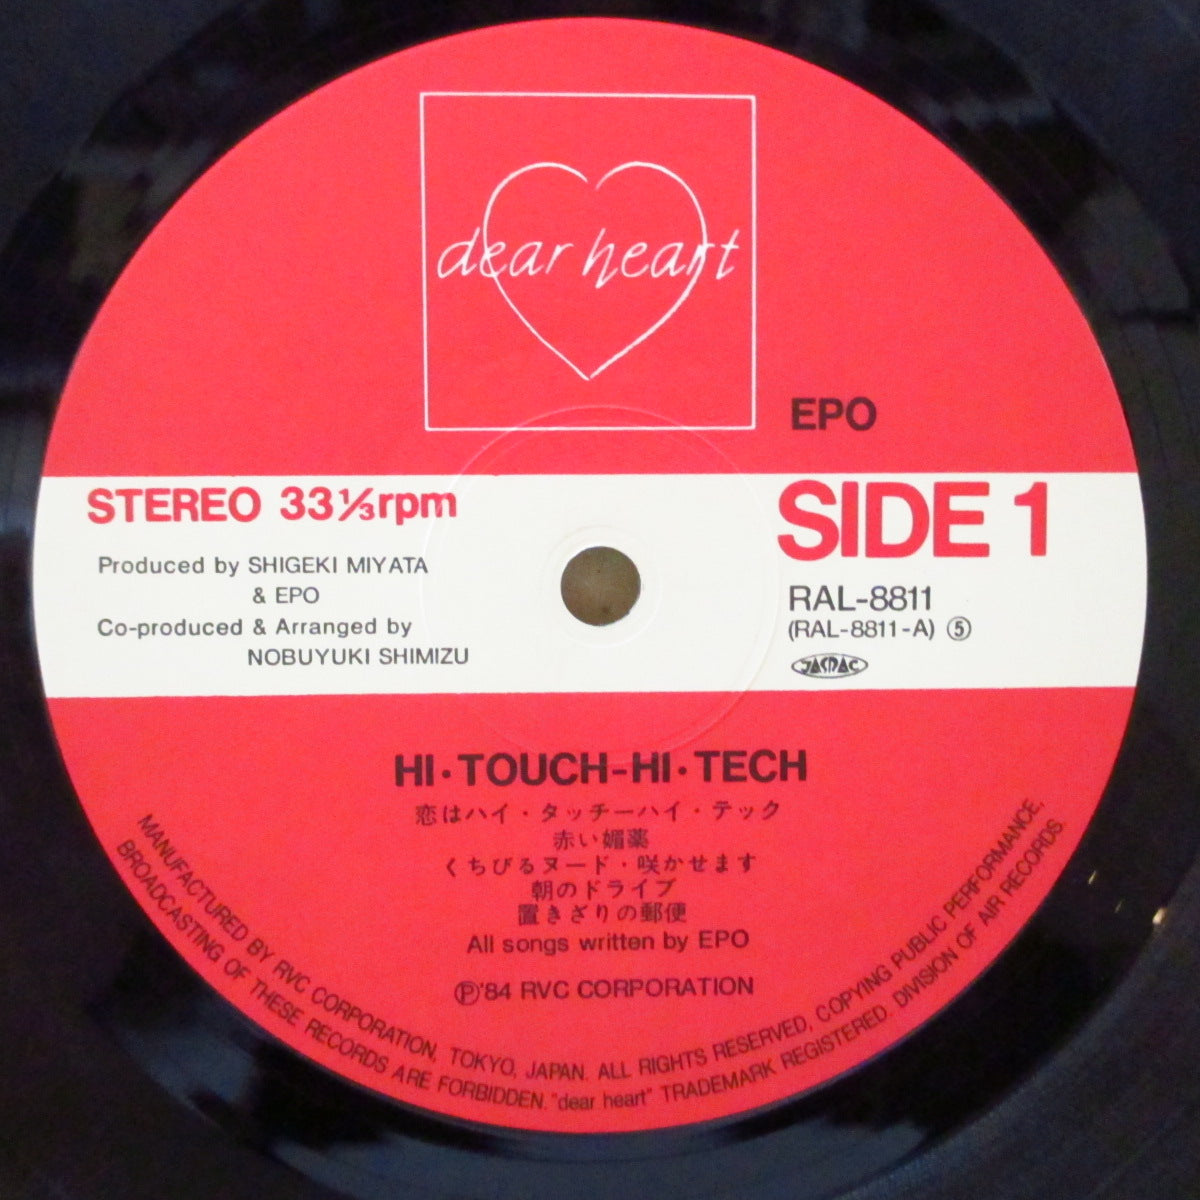 dear heart
EPO
STEREO 33⅓rpm
SIDE 1
Produced by SHIGEKI MIYATA
& EPO
Co-produced & Arranged by
NOBUYUKI SHIMIZU
RAL-8811
(RAL-8811-A) ⑤
JASRAC
HI・TOUCH-HI・TECH
恋はハイ・タッチーハイ・テック
赤い媚薬
くちびるヌード・咲かせます
朝のドライブ
置きざりの郵便
All songs written by EPO
℗'84 RVC CORPORATION
MANUFACTURED BY RVC CORPORATION, TOKYO, JAPAN. ALL RIGHTS RESERVED, COPYING PUBLIC PERFORMANCE,
BROADCASTING OF THESE RECORDS ARE FORBIDDEN. "dear heart" TRADEMARK REGISTERED. DIVISION OF AIR RECORDS.